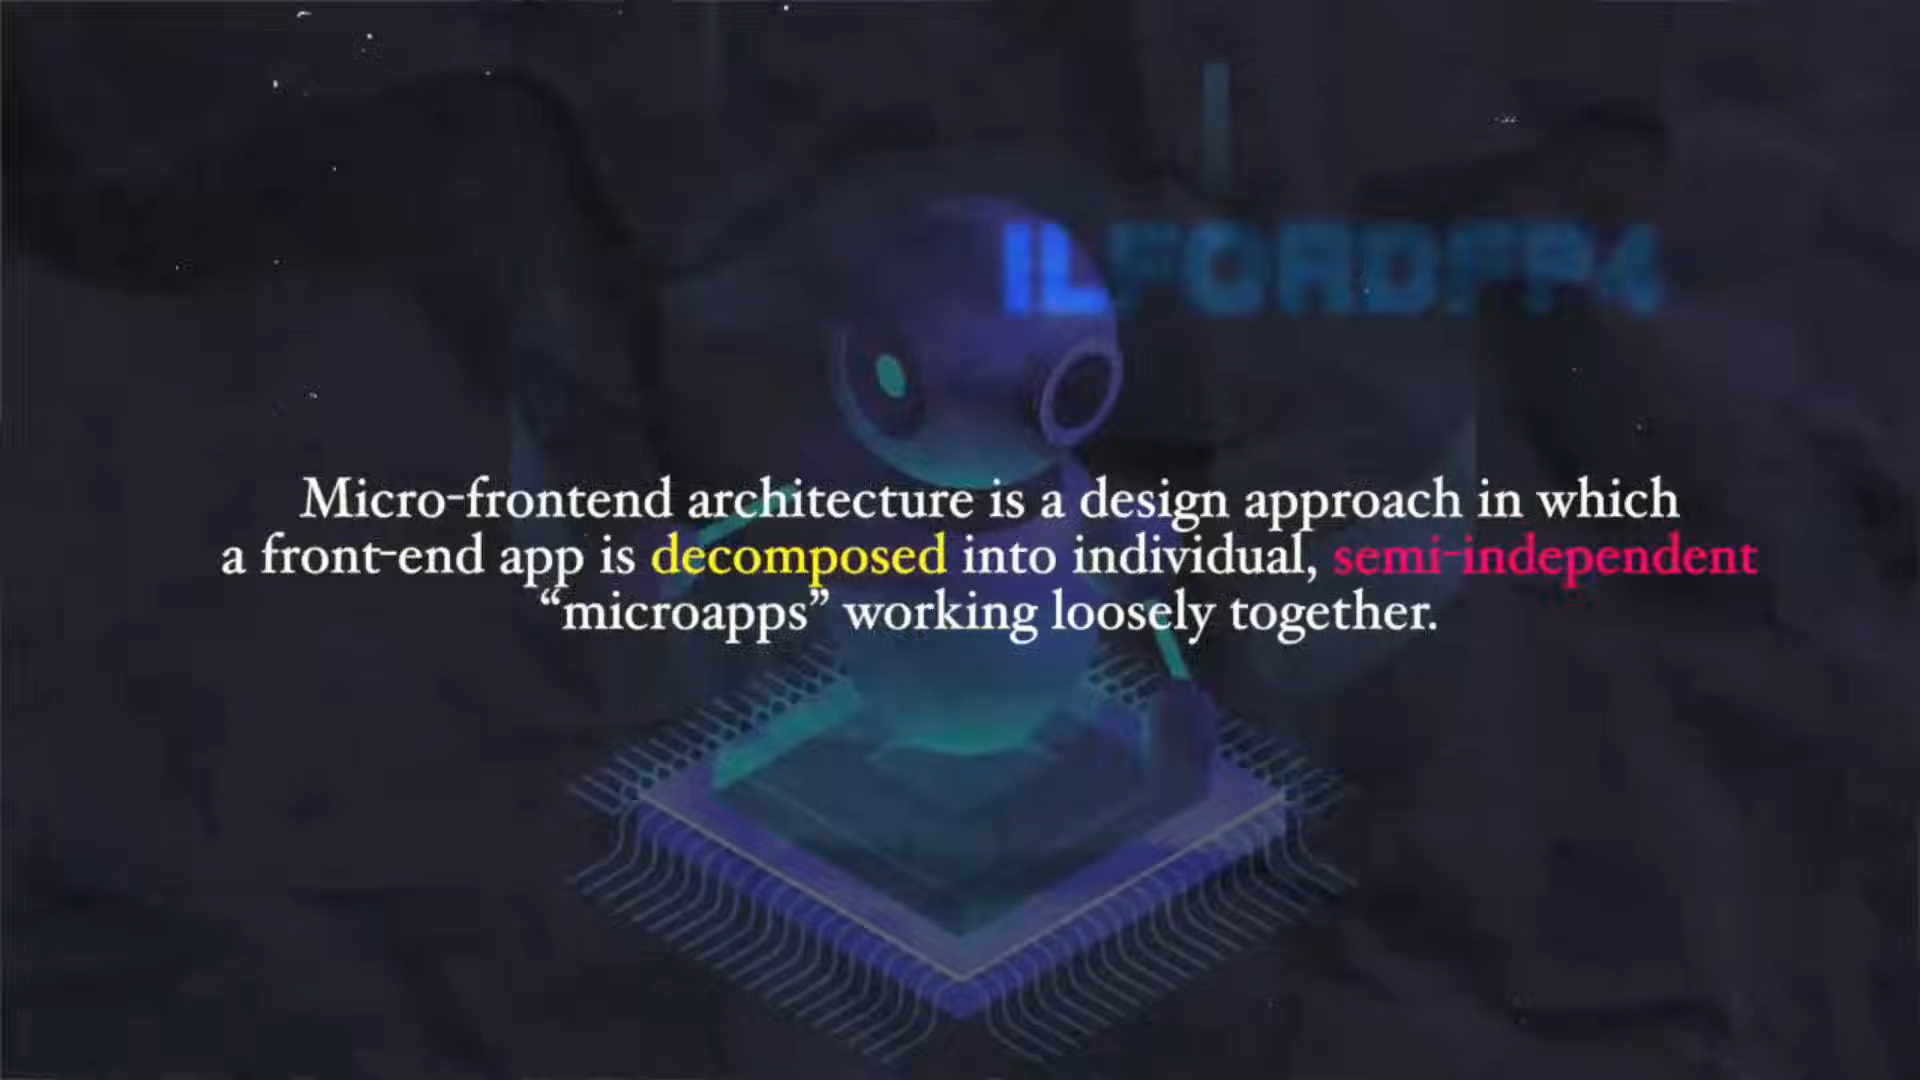 ILFORDFP4
Micro-frontend architecture is a design approach in which
a front-end app is decomposed into individual, semi-independent
“microapps” working loosely together.